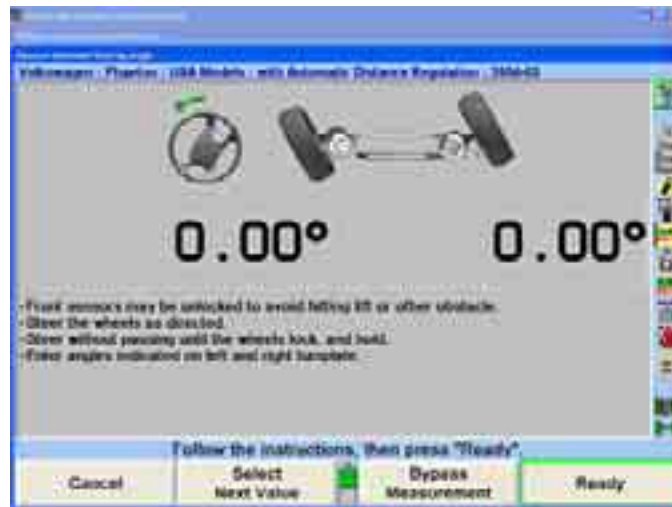 Volkswagen : Phaeton : USA Models : with Automatic Distance Regulation : 2004-03
0.00° 0.00°
-Front sensors may be unlocked to avoid hitting lift or other obstacle.
-Steer the wheels as directed.
-Steer without pausing until the wheels lock, and hold.
-Enter angles indicated on left and right turnplate.
Follow the instructions, then press "Ready"
Cancel
Select
Next Value
Bypass
Measurement
Ready